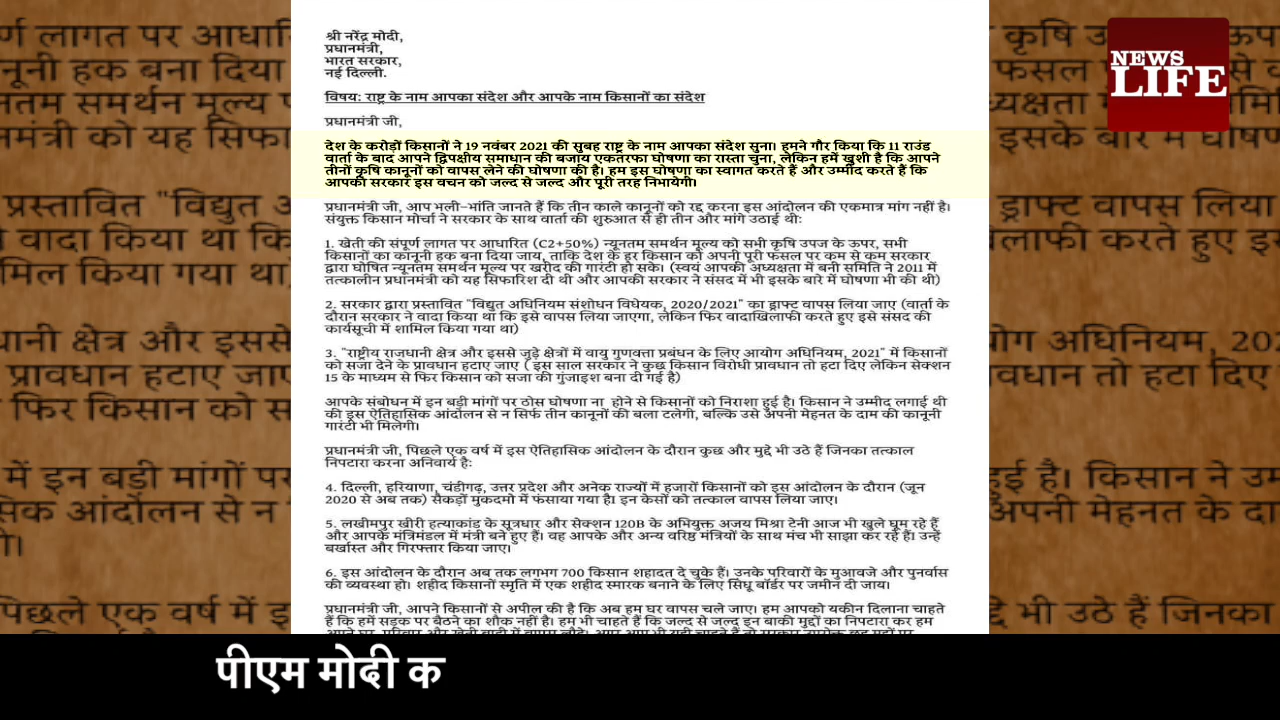 NEWS
LIFE
श्री नरेंद्र मोदी,
प्रधानमंत्री,
भारत सरकार,
नई दिल्ली.
विषय: राष्ट्र के नाम आपका संदेश और आपके नाम किसानों का संदेश
प्रधानमंत्री जी,
देश के करोड़ों किसानों ने 19 नवंबर 2021 की सुबह राष्ट्र के नाम आपका संदेश सुना। हमने गौर किया कि 11 राउंड
वार्ता के बाद आपने द्विपक्षीय समाधान की बजाय एकतरफा घोषणा का रास्ता चुना, लेकिन हमें खुशी है कि आपने
तीनों कृषि कानूनों को वापस लेने की घोषणा की है। हम इस घोषणा का स्वागत करते हैं और उम्मीद करते हैं कि
आपकी सरकार इस वचन को जल्द से जल्द और पूरी तरह निभायेगी।
प्रधानमंत्री जी, आप भली-भांति जानते हैं कि तीन काले कानूनों को रद्द करना इस आंदोलन की एकमात्र मांग नहीं है।
संयुक्त किसान मोर्चा ने सरकार के साथ वार्ता की शुरुआत से ही तीन और मांगे उठाई थी:
1. खेती की संपूर्ण लागत पर आधारित (C2+50%) न्यूनतम समर्थन मूल्य को सभी कृषि उपज के ऊपर, सभी
किसानों का कानूनी हक बना दिया जाय, ताकि देश के हर किसान को अपनी पूरी फसल पर कम से कम सरकार
द्वारा घोषित न्यूनतम समर्थन मूल्य पर खरीद की गारंटी हो सके। (स्वयं आपकी अध्यक्षता में बनी समिति ने 2011 में
तत्कालीन प्रधानमंत्री को यह सिफारिश दी थी और आपकी सरकार ने संसद में भी इसके बारे में घोषणा भी की थी)
2. सरकार द्वारा प्रस्तावित "विद्युत अधिनियम संशोधन विधेयक, 2020/2021" का ड्राफ्ट वापस लिया जाए (वार्ता के
दौरान सरकार ने वादा किया था कि इसे वापस लिया जाएगा, लेकिन फिर वादाखिलाफी करते हुए इसे संसद की
कार्यसूची में शामिल किया गया था)
3. "राष्ट्रीय राजधानी क्षेत्र और इससे जुड़े क्षेत्रों में वायु गुणवत्ता प्रबंधन के लिए आयोग अधिनियम, 2021" में किसानों
को सजा देने के प्रावधान हटाए जाए ( इस साल सरकार ने कुछ किसान विरोधी प्रावधान तो हटा दिए लेकिन सेक्शन
15 के माध्यम से फिर किसान को सजा की गुंजाइश बना दी गई है)
आपके संबोधन में इन बड़ी मांगों पर ठोस घोषणा ना होने से किसानों को निराशा हुई है। किसान ने उम्मीद लगाई थी
की इस ऐतिहासिक आंदोलन से न सिर्फ तीन कानूनों की बला टलेगी, बल्कि उसे अपनी मेहनत के दाम की कानूनी
गारंटी भी मिलेगी।
प्रधानमंत्री जी, पिछले एक वर्ष में इस ऐतिहासिक आंदोलन के दौरान कुछ और मुद्दे भी उठे हैं जिनका तत्काल
निपटारा करना अनिवार्य है:
4. दिल्ली, हरियाणा, चंडीगढ़, उत्तर प्रदेश और अनेक राज्यों में हजारों किसानों को इस आंदोलन के दौरान (जून
2020 से अब तक) सैकड़ों मुकदमो में फंसाया गया है। इन केसों को तत्काल वापस लिया जाए।
5. लखीमपुर खीरी हत्याकांड के सूत्रधार और सेक्शन 120B के अभियुक्त अजय मिश्रा टेनी आज भी खुले घूम रहे हैं
और आपके मंत्रिमंडल में मंत्री बने हुए हैं। वह आपके और अन्य वरिष्ठ मंत्रियों के साथ मंच भी साझा कर रहे हैं। उन्हें
बर्खास्त और गिरफ्तार किया जाए।
6. इस आंदोलन के दौरान अब तक लगभग 700 किसान शहादत दे चुके हैं। उनके परिवारों के मुआवजे और पुनर्वास
की व्यवस्था हो। शहीद किसानों स्मृति में एक शहीद स्मारक बनाने के लिए सिंधू बॉर्डर पर जमीन दी जाय।
प्रधानमंत्री जी, आपने किसानों से अपील की है कि अब हम घर वापस चले जाए। हम आपको यकीन दिलाना चाहते
हैं कि हमें सड़क पर बैठने का शौक नहीं है। हम भी चाहते हैं कि जल्द से जल्द इन बाकी मुद्दों का निपटारा कर हम
पीएम मोदी क